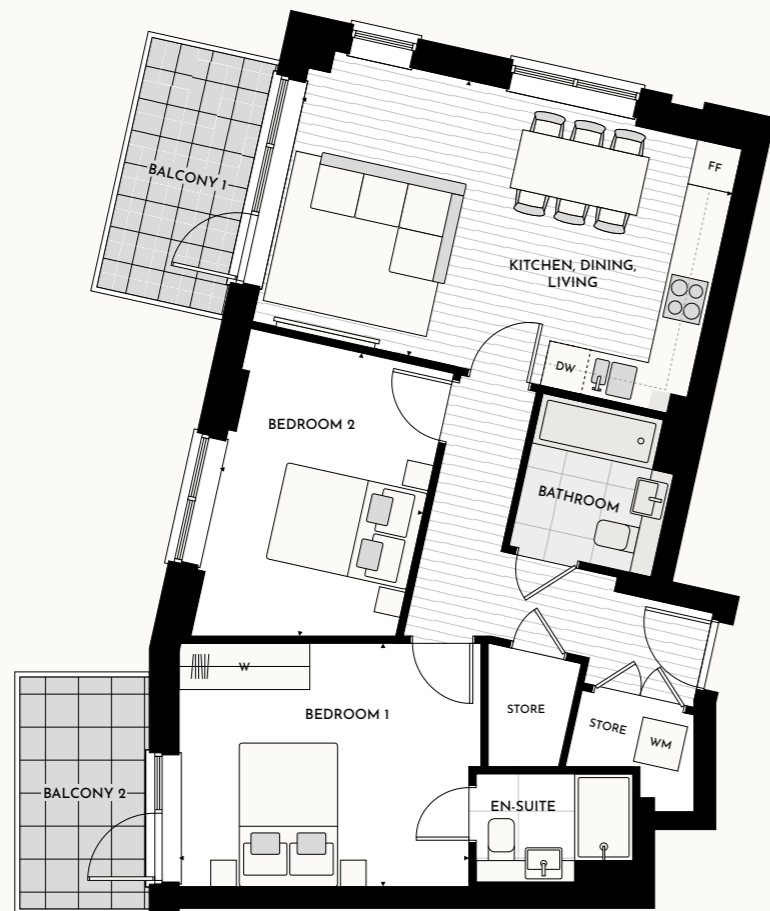 BALCONY 1
FF
KITCHEN, DINING,
LIVING
DW
BEDROOM 2
BATHROOM
W
BEDROOM 1
STORE
STORE
WM
BALCONY 2
EN-SUITE